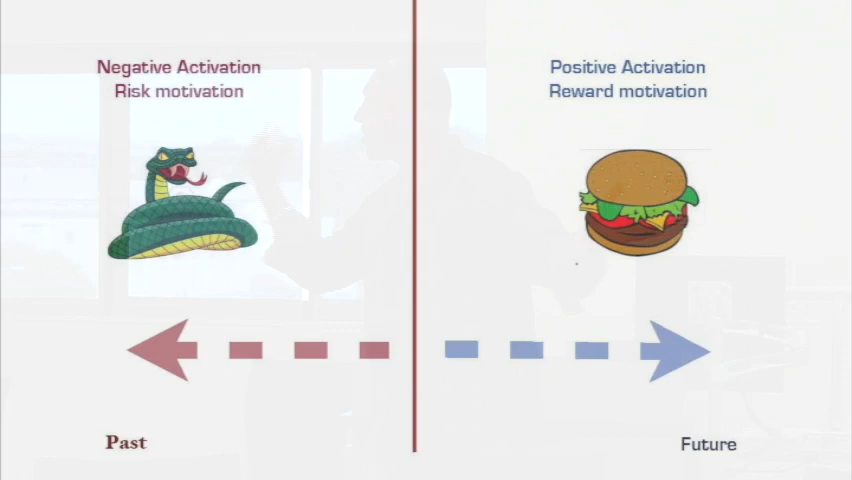 Negative Activation
Risk motivation
Positive Activation
Reward motivation
Past
Future